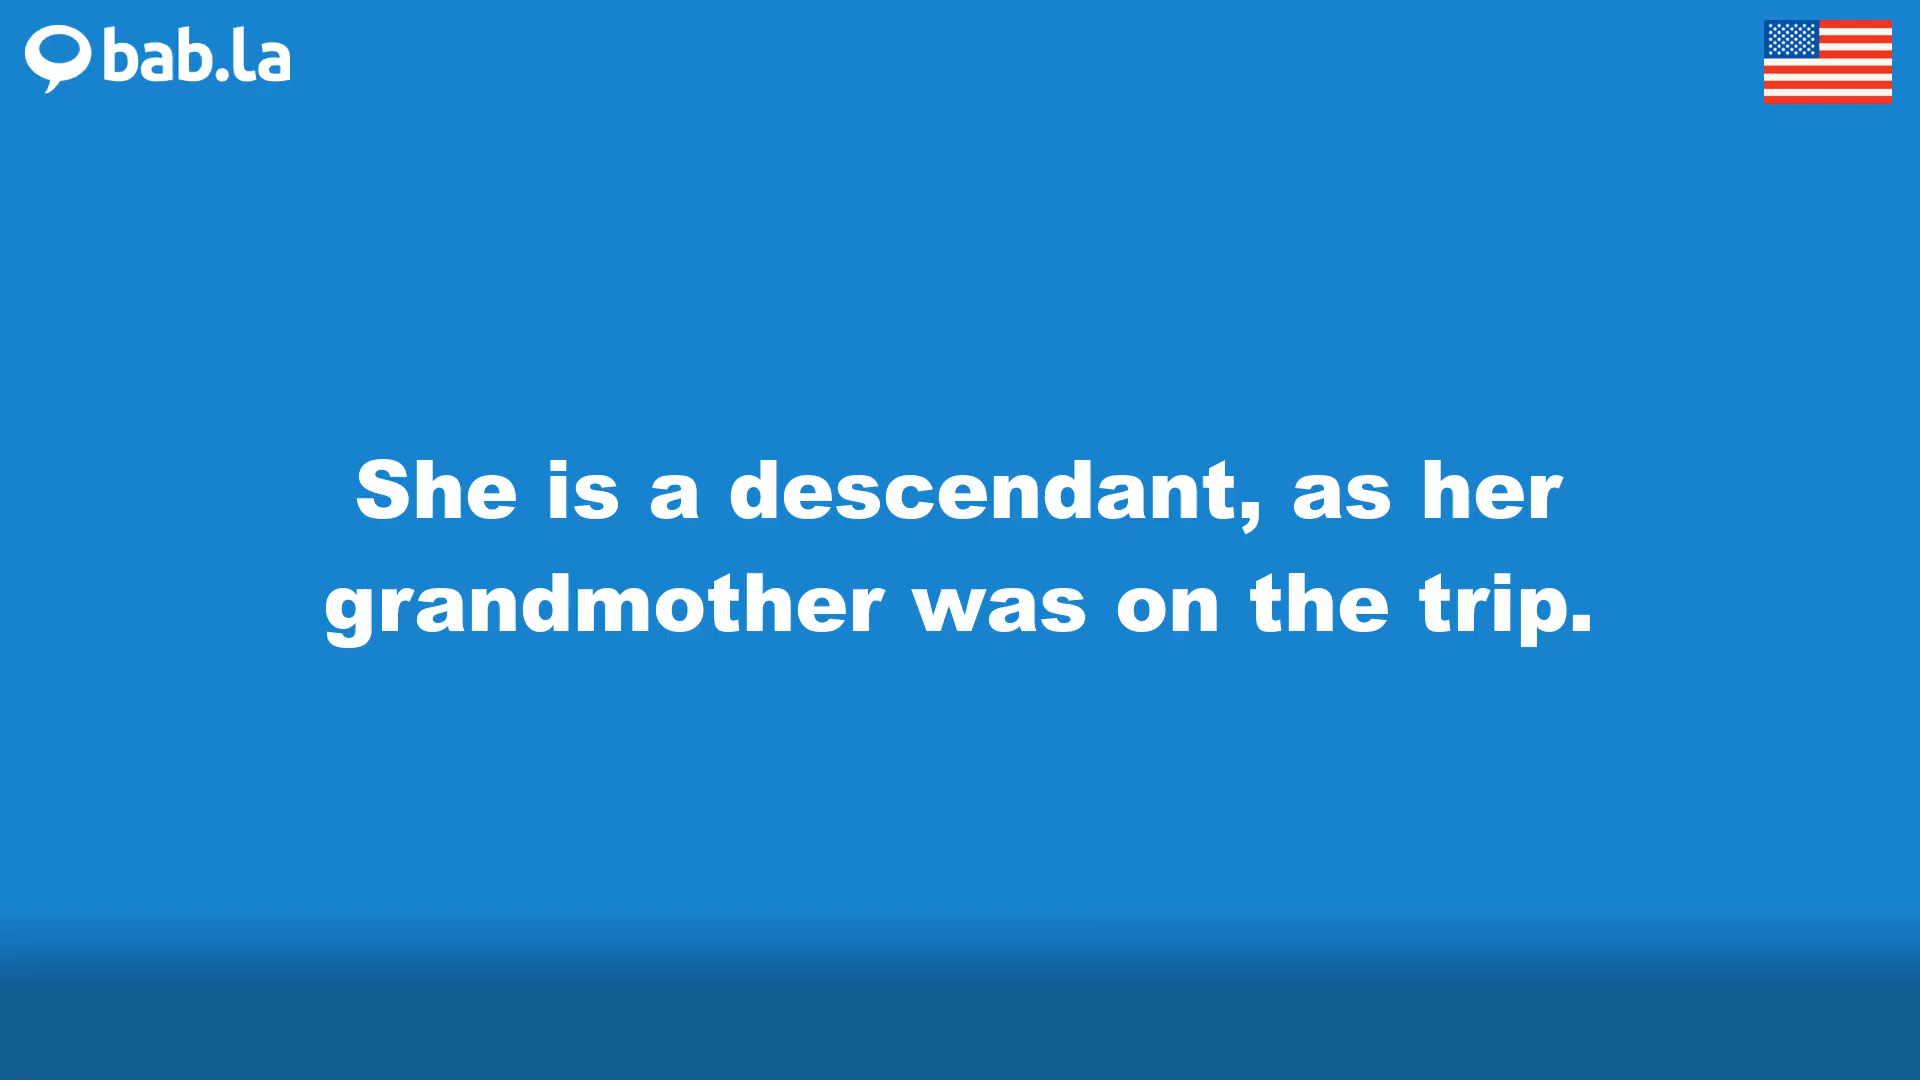 bab.la
She is a descendant, as her
grandmother was on the trip.